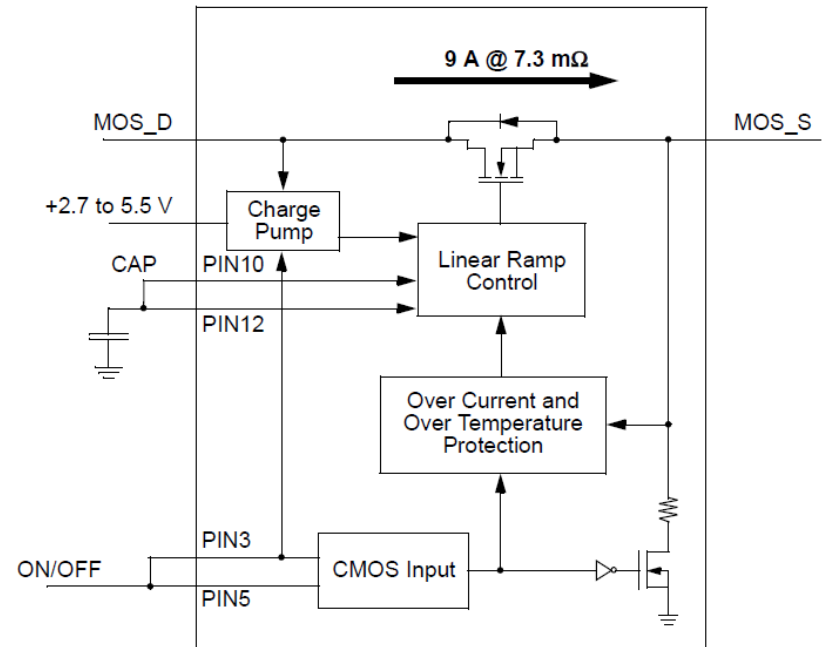 9 A @ 7.3 mΩ
MOS_D
MOS_S
+2.7 to 5.5 V
Charge
Pump
CAP
PIN10
Linear Ramp
Control
PIN12
Over Current and
Over Temperature
Protection
PIN3
ON/OFF
CMOS Input
PIN5